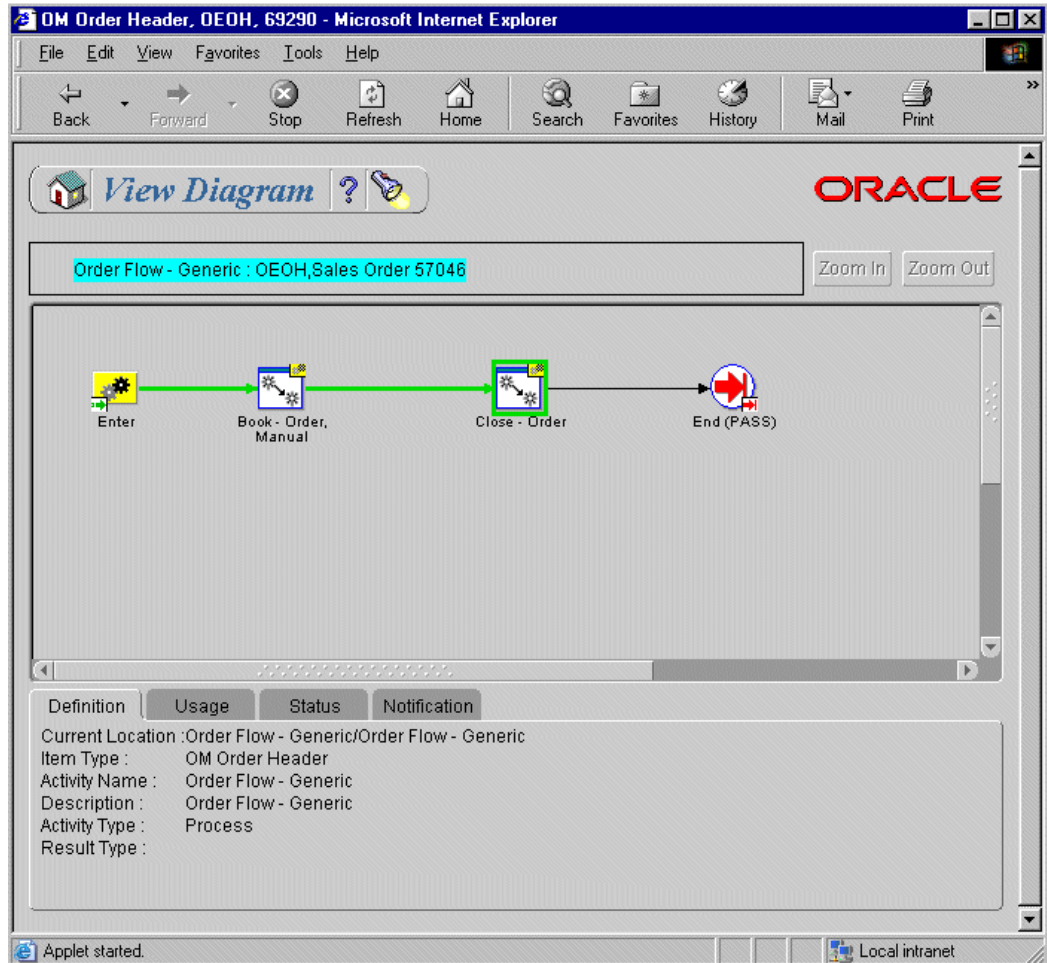 OM Order Header, OEOH, 69290 - Microsoft Internet Explorer
File Edit View Favorites Tools Help
Back Forward Stop Refresh Home Search Favorites History Mail Print
View Diagram ?
ORACLE
Order Flow - Generic : OEOH,Sales Order 57046
Zoom In Zoom Out
Enter
Book - Order,
Manual
Close - Order
End (PASS)
Definition Usage Status Notification
Current Location :Order Flow - Generic/Order Flow - Generic
Item Type : OM Order Header
Activity Name : Order Flow - Generic
Description : Order Flow - Generic
Activity Type : Process
Result Type :
Applet started.
Local intranet